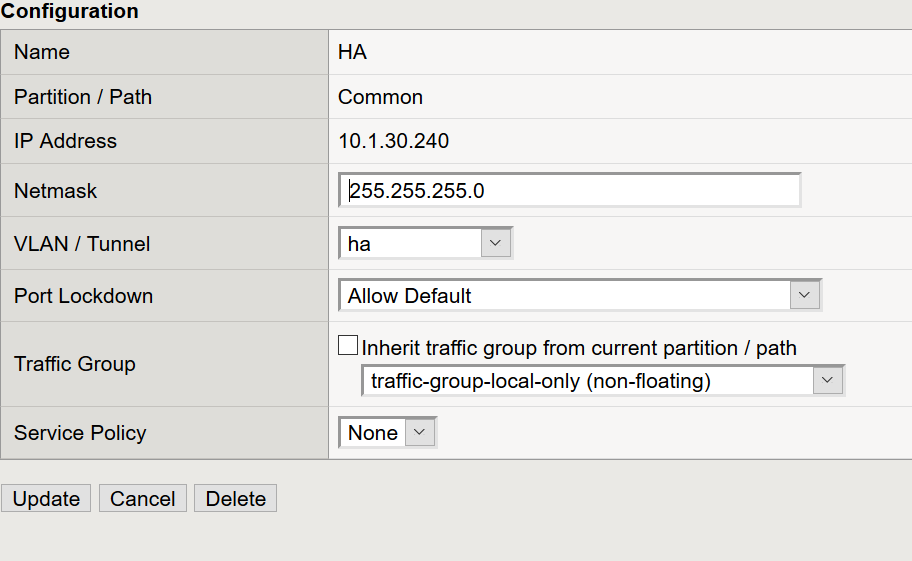 Configuration
Name HA
Partition / Path Common
IP Address 10.1.30.240
Netmask 255.255.255.0
VLAN / Tunnel ha
Port Lockdown Allow Default
Traffic Group Inherit traffic group from current partition / path
traffic-group-local-only (non-floating)
Service Policy None
Update Cancel Delete